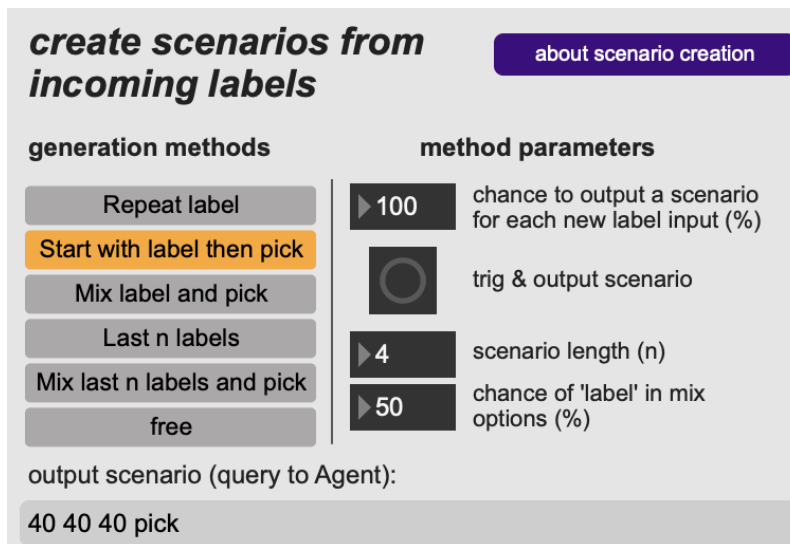 create scenarios from
incoming labels
about scenario creation
generation methods
method parameters
Repeat label
Start with label then pick
Mix label and pick
Last n labels
Mix last n labels and pick
free
100
chance to output a scenario
for each new label input (%)
trig & output scenario
4
scenario length (n)
50
chance of 'label' in mix
options (%)
output scenario (query to Agent):
40 40 40 pick